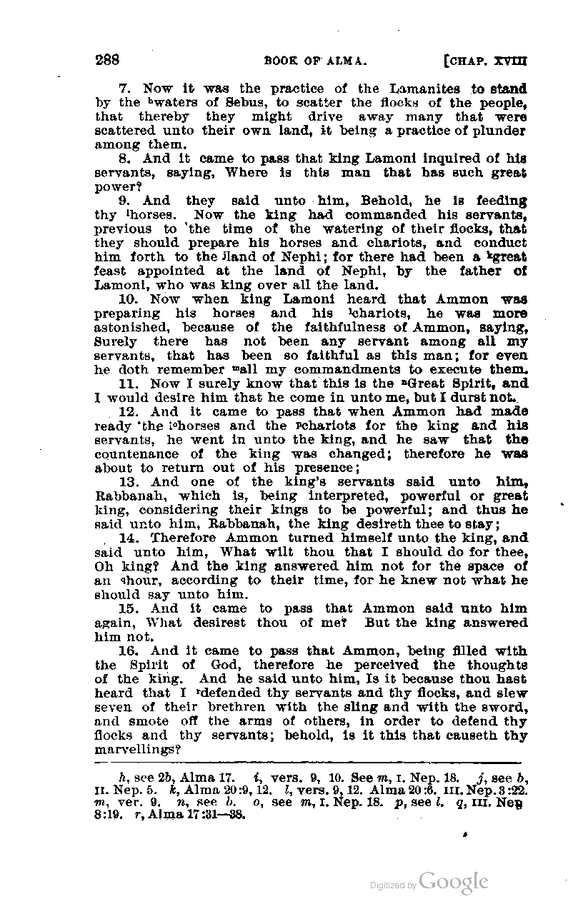 288 BOOK OF ALMA. [CHAP. XVIII
7. Now it was the practice of the Lamanites to stand
by the hwaters of Sebus, to scatter the flocks of the people,
that thereby they might drive away many that were
scattered unto their own land, it being a practice of plunder
among them.
8. And it came to pass that king Lamoni inquired of his
servants, saying, Where is this man that has such great
power?
9. And they said unto him, Behold, he is feeding
thy ihorses. Now the king had commanded his servants,
previous to the time of the watering of their flocks, that
they should prepare his horses and chariots, and conduct
him forth to the jland of Nephi; for there had been a kgreat
feast appointed at the land of Nephi, by the father of
Lamoni, who was king over all the land.
10. Now when king Lamoni heard that Ammon was
preparing his horses and his lchariots, he was more
astonished, because of the faithfulness of Ammon, saying,
Surely there has not been any servant among all my
servants, that has been so faithful as this man; for even
he doth remember mall my commandments to execute them.
11. Now I surely know that this is the nGreat Spirit, and
I would desire him that he come in unto me, but I durst not.
12. And it came to pass that when Ammon had made
ready the ohorses and the pchariots for the king and his
servants, he went in unto the king, and he saw that the
countenance of the king was changed; therefore he was
about to return out of his presence;
13. And one of the king's servants said unto him,
Rabbanah, which is, being interpreted, powerful or great
king, considering their kings to be powerful; and thus he
said unto him, Rabbanah, the king desireth thee to stay;
14. Therefore Ammon turned himself unto the king, and
said unto him, What wilt thou that I should do for thee,
Oh king? And the king answered him not for the space of
an qhour, according to their time, for he knew not what he
should say unto him.
15. And it came to pass that Ammon said unto him
again, What desirest thou of me? But the king answered
him not.
16. And it came to pass that Ammon, being filled with
the Spirit of God, therefore he perceived the thoughts
of the king. And he said unto him, Is it because thou hast
heard that I rdefended thy servants and thy flocks, and slew
seven of their brethren with the sling and with the sword,
and smote off the arms of others, in order to defend thy
flocks and thy servants; behold, is it this that causeth thy
marvellings?
h, see 2b, Alma 17. i, vers. 9, 10. See m, I. Nep. 18. j, see b,
II. Nep. 5. k, Alma 20:9, 12. l, vers. 9, 12. Alma 20:6. III. Nep. 3:22.
m, ver. 9. n, see b. o, see m, I. Nep. 18. p, see l. q, III. Nep
8:19. r, Alma 17:31—38.
Digitized by Google